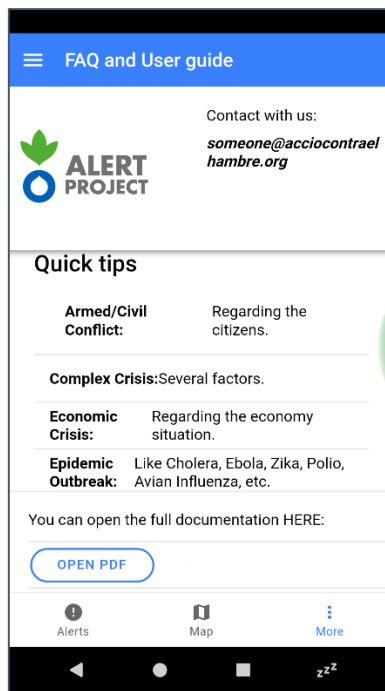 FAQ and User guide
Contact with us:
someone@acciocontrael
hambre.org
ALERT
PROJECT
Quick tips
Armed/Civil
Conflict:
Regarding the
citizens.
Complex Crisis:Several factors.
Economic
Crisis:
Regarding the economy
situation.
Epidemic
Outbreak:
Like Cholera, Ebola, Zika, Polio,
Avian Influenza, etc.
You can open the full documentation HERE:
OPEN PDF
Alerts
Map
More
zzz